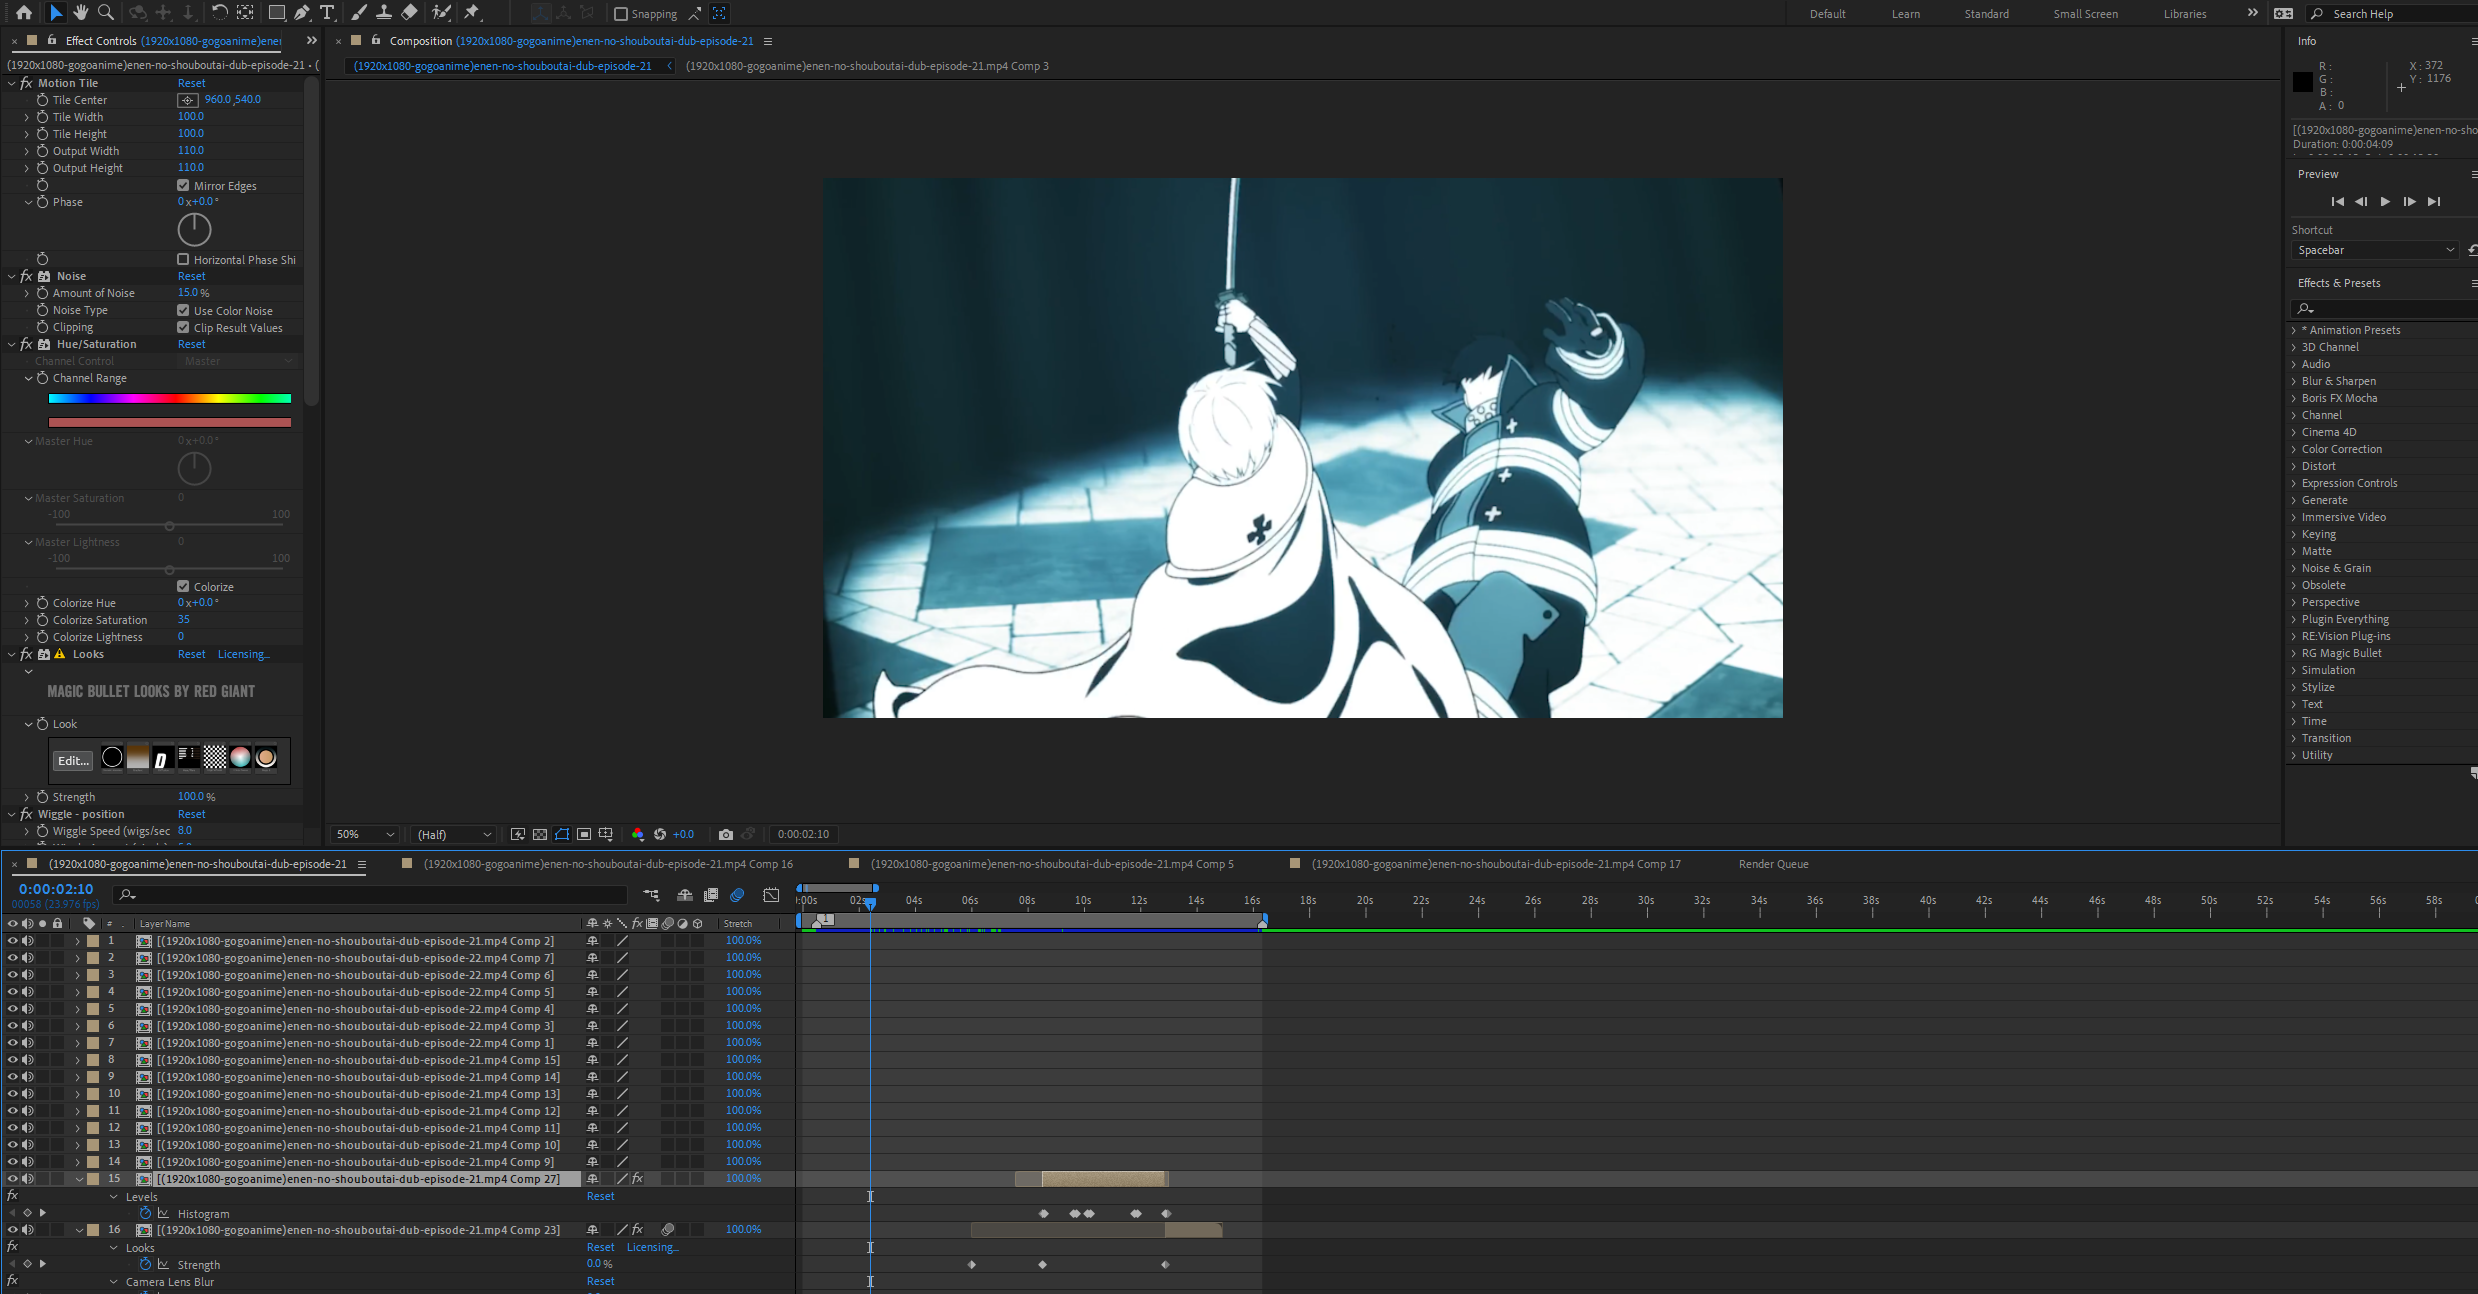 Snapping
Default
Learn
Standard
Small Screen
Libraries
Search Help
Effect Controls (1920x1080-gogoanime)ener
Composition (1920x1080-gogoanime)enen-no-shouboutai-dub-episode-21
Info
(1920x1080-gogoanime)enen-no-shouboutai-dub-episode-21 • (
(1920x1080-gogoanime)enen-no-shouboutai-dub-episode-21
(1920x1080-gogoanime)enen-no-shouboutai-dub-episode-21.mp4 Comp 3
R :
G :
B :
A : 0
X : 372
Y : 1176
[(1920x1080-gogoanime)enen-no-sho
Duration: 0:00:04:09
Preview
Shortcut
Spacebar
Effects & Presets
* Animation Presets
3D Channel
Audio
Blur & Sharpen
Boris FX Mocha
Channel
Cinema 4D
Color Correction
Distort
Expression Controls
Generate
Immersive Video
Keying
Matte
Noise & Grain
Obsolete
Perspective
Plugin Everything
RE:Vision Plug-ins
RG Magic Bullet
Simulation
Stylize
Text
Time
Transition
Utility
fx Motion Tile Reset
Tile Center 960.0,540.0
Tile Width 100.0
Tile Height 100.0
Output Width 110.0
Output Height 110.0
Mirror Edges
Phase 0x+0.0°
Horizontal Phase Shi
fx Noise Reset
Amount of Noise 15.0 %
Noise Type Use Color Noise
Clipping Clip Result Values
fx Hue/Saturation Reset
Channel Control Master
Channel Range
Master Hue 0x+0.0°
Master Saturation 0
-100 100
Master Lightness 0
-100 100
Colorize
Colorize Hue 0x+0.0°
Colorize Saturation 35
Colorize Lightness 0
fx Looks Reset Licensing...
MAGIC BULLET LOOKS BY RED GIANT
Look
Edit...
Strength 100.0 %
fx Wiggle - position Reset
Wiggle Speed (wigs/sec 8.0
50% (Half) +0.0 0:00:02:10
(1920x1080-gogoanime)enen-no-shouboutai-dub-episode-21
(1920x1080-gogoanime)enen-no-shouboutai-dub-episode-21.mp4 Comp 16
(1920x1080-gogoanime)enen-no-shouboutai-dub-episode-21.mp4 Comp 5
(1920x1080-gogoanime)enen-no-shouboutai-dub-episode-21.mp4 Comp 17
Render Queue
0:00:02:10
00058 (23.976 fps)
:00s 02s 04s 06s 08s 10s 12s 14s 16s 18s 20s 22s 24s 26s 28s 30s 32s 34s 36s 38s 40s 42s 44s 46s 48s 50s 52s 54s 56s 58s
# Layer Name fx Stretch
1
1 [(1920x1080-gogoanime)enen-no-shouboutai-dub-episode-21.mp4 Comp 2] 100.0%
2 [(1920x1080-gogoanime)enen-no-shouboutai-dub-episode-22.mp4 Comp 7] 100.0%
3 [(1920x1080-gogoanime)enen-no-shouboutai-dub-episode-22.mp4 Comp 6] 100.0%
4 [(1920x1080-gogoanime)enen-no-shouboutai-dub-episode-22.mp4 Comp 5] 100.0%
5 [(1920x1080-gogoanime)enen-no-shouboutai-dub-episode-22.mp4 Comp 4] 100.0%
6 [(1920x1080-gogoanime)enen-no-shouboutai-dub-episode-22.mp4 Comp 3] 100.0%
7 [(1920x1080-gogoanime)enen-no-shouboutai-dub-episode-22.mp4 Comp 1] 100.0%
8 [(1920x1080-gogoanime)enen-no-shouboutai-dub-episode-21.mp4 Comp 15] 100.0%
9 [(1920x1080-gogoanime)enen-no-shouboutai-dub-episode-21.mp4 Comp 14] 100.0%
10 [(1920x1080-gogoanime)enen-no-shouboutai-dub-episode-21.mp4 Comp 13] 100.0%
11 [(1920x1080-gogoanime)enen-no-shouboutai-dub-episode-21.mp4 Comp 12] 100.0%
12 [(1920x1080-gogoanime)enen-no-shouboutai-dub-episode-21.mp4 Comp 11] 100.0%
13 [(1920x1080-gogoanime)enen-no-shouboutai-dub-episode-21.mp4 Comp 10] 100.0%
14 [(1920x1080-gogoanime)enen-no-shouboutai-dub-episode-21.mp4 Comp 9] 100.0%
15 [(1920x1080-gogoanime)enen-no-shouboutai-dub-episode-21.mp4 Comp 27] fx 100.0%
fx Levels Reset
Histogram
16 [(1920x1080-gogoanime)enen-no-shouboutai-dub-episode-21.mp4 Comp 23] fx 100.0%
fx Looks Reset Licensing...
Strength 0.0 %
fx Camera Lens Blur Reset